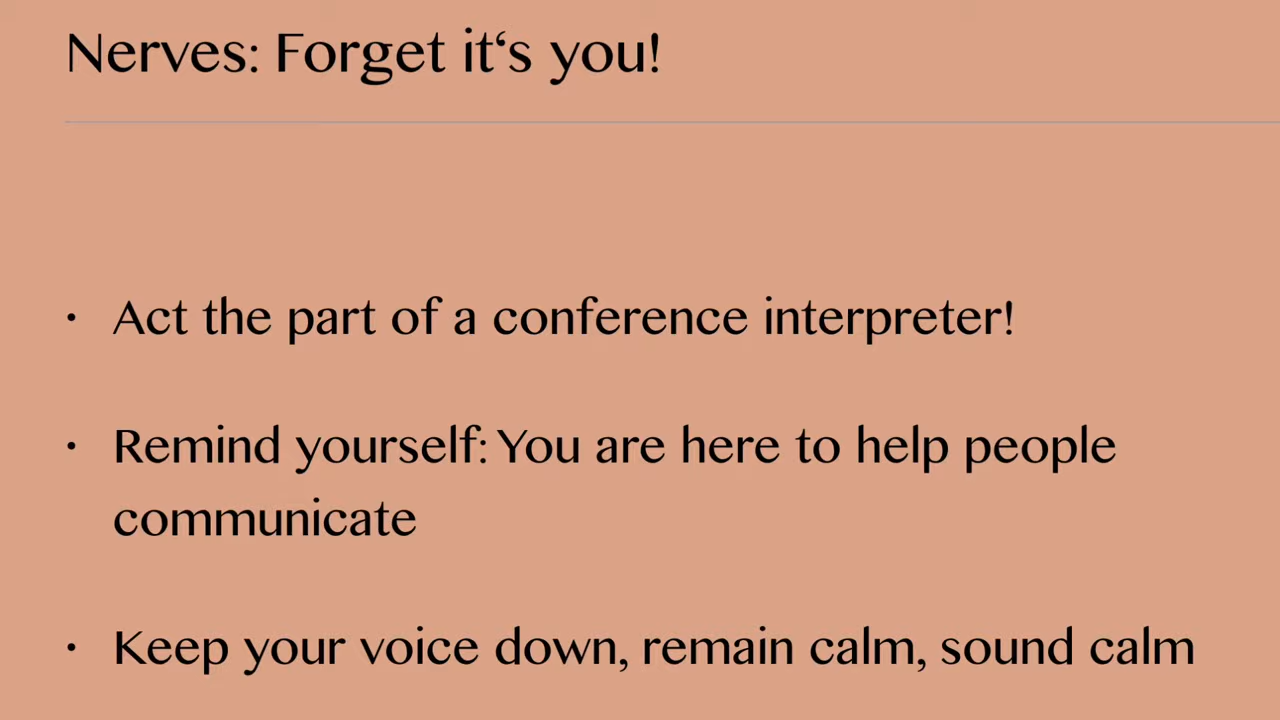 Nerves: Forget it‘s you!
• Act the part of a conference interpreter!
• Remind yourself: You are here to help people
communicate
• Keep your voice down, remain calm, sound calm